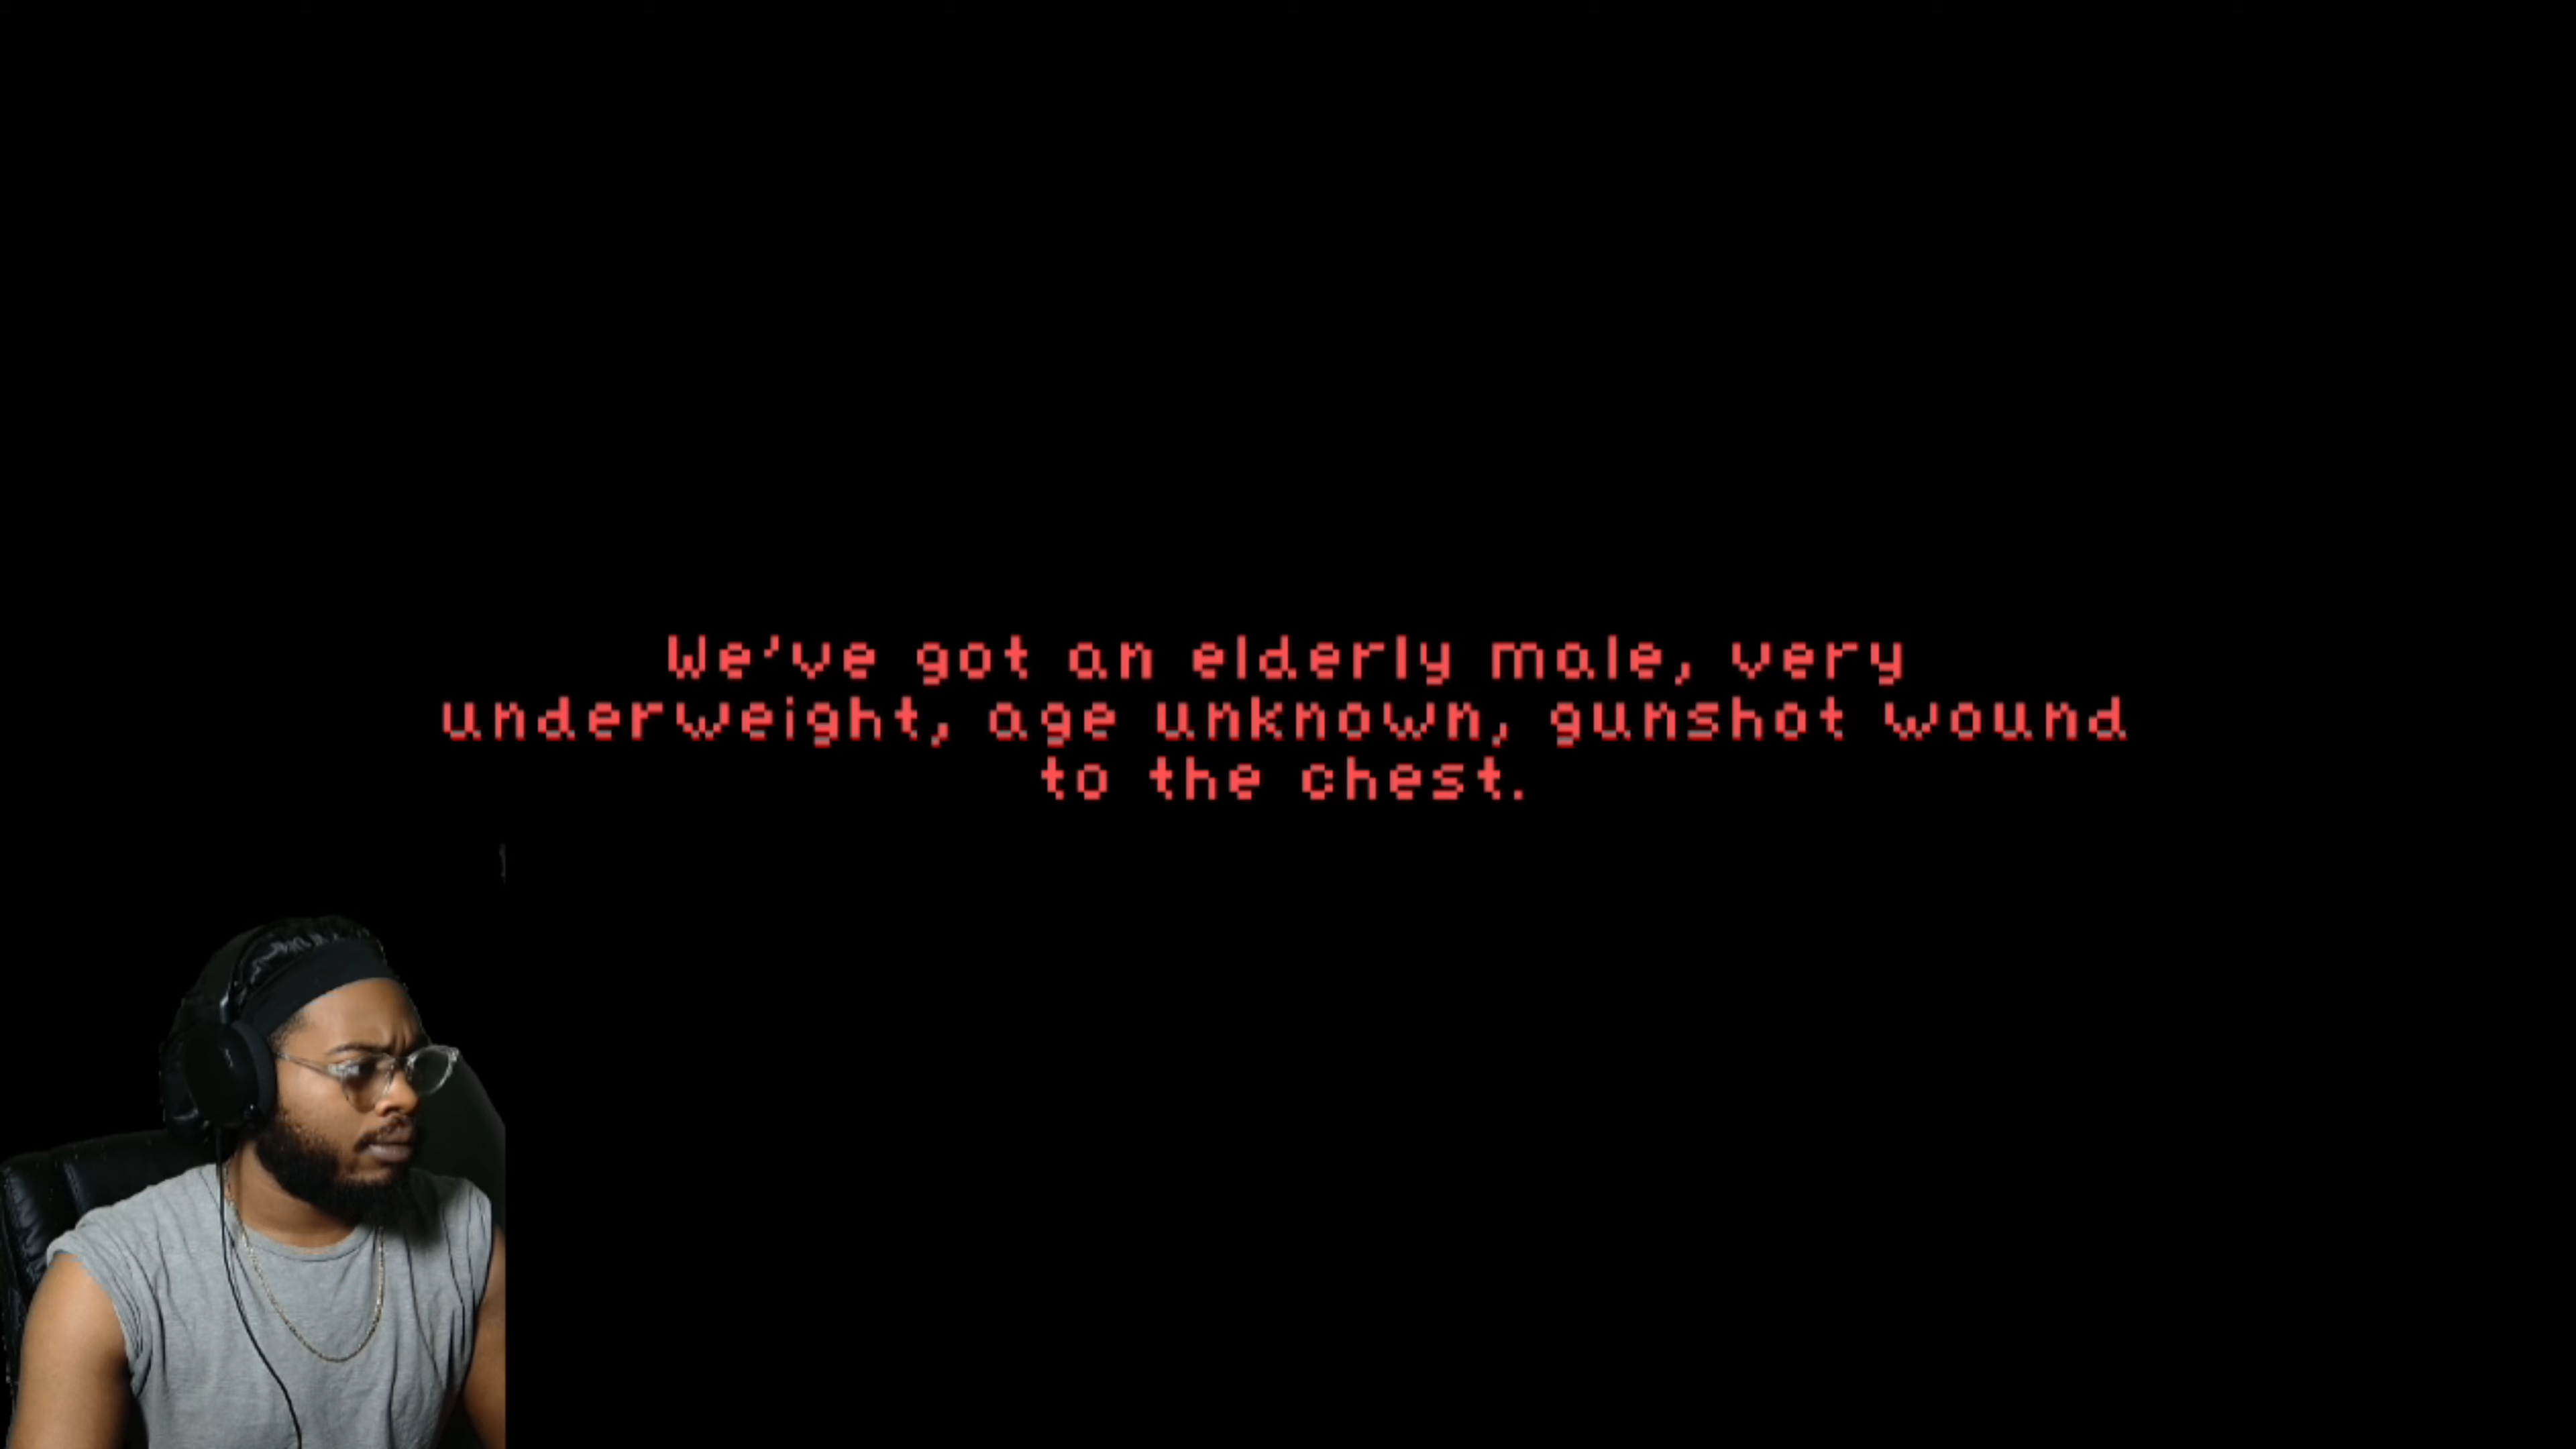 We've got an elderly male, very
underweight, age unknown, gunshot wound
to the chest.